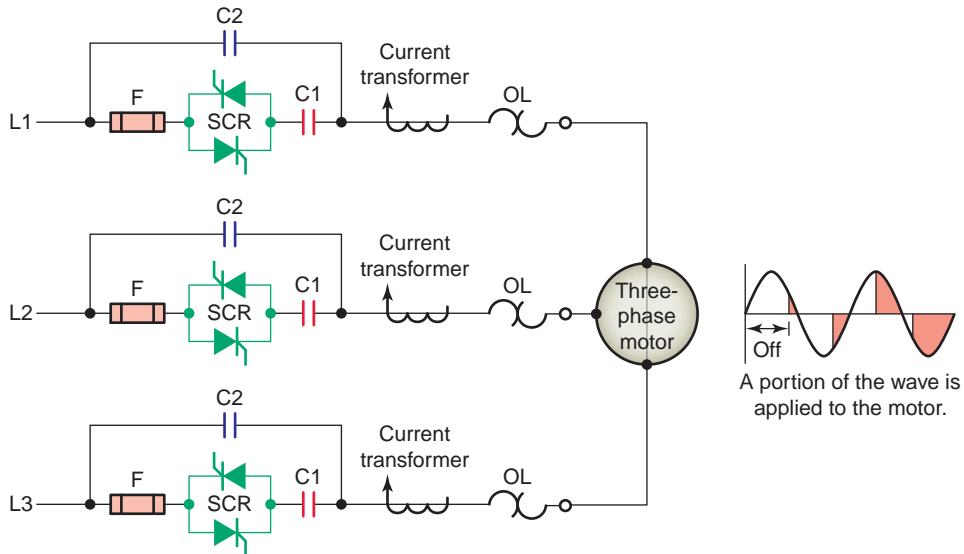 C2
Current
transformer
F
C1
OL
L1
SCR
C2
Current
transformer
F
C1
OL
L2
SCR
Three-
phase
motor
Off
A portion of the wave is
applied to the motor.
C2
Current
transformer
F
C1
OL
L3
SCR